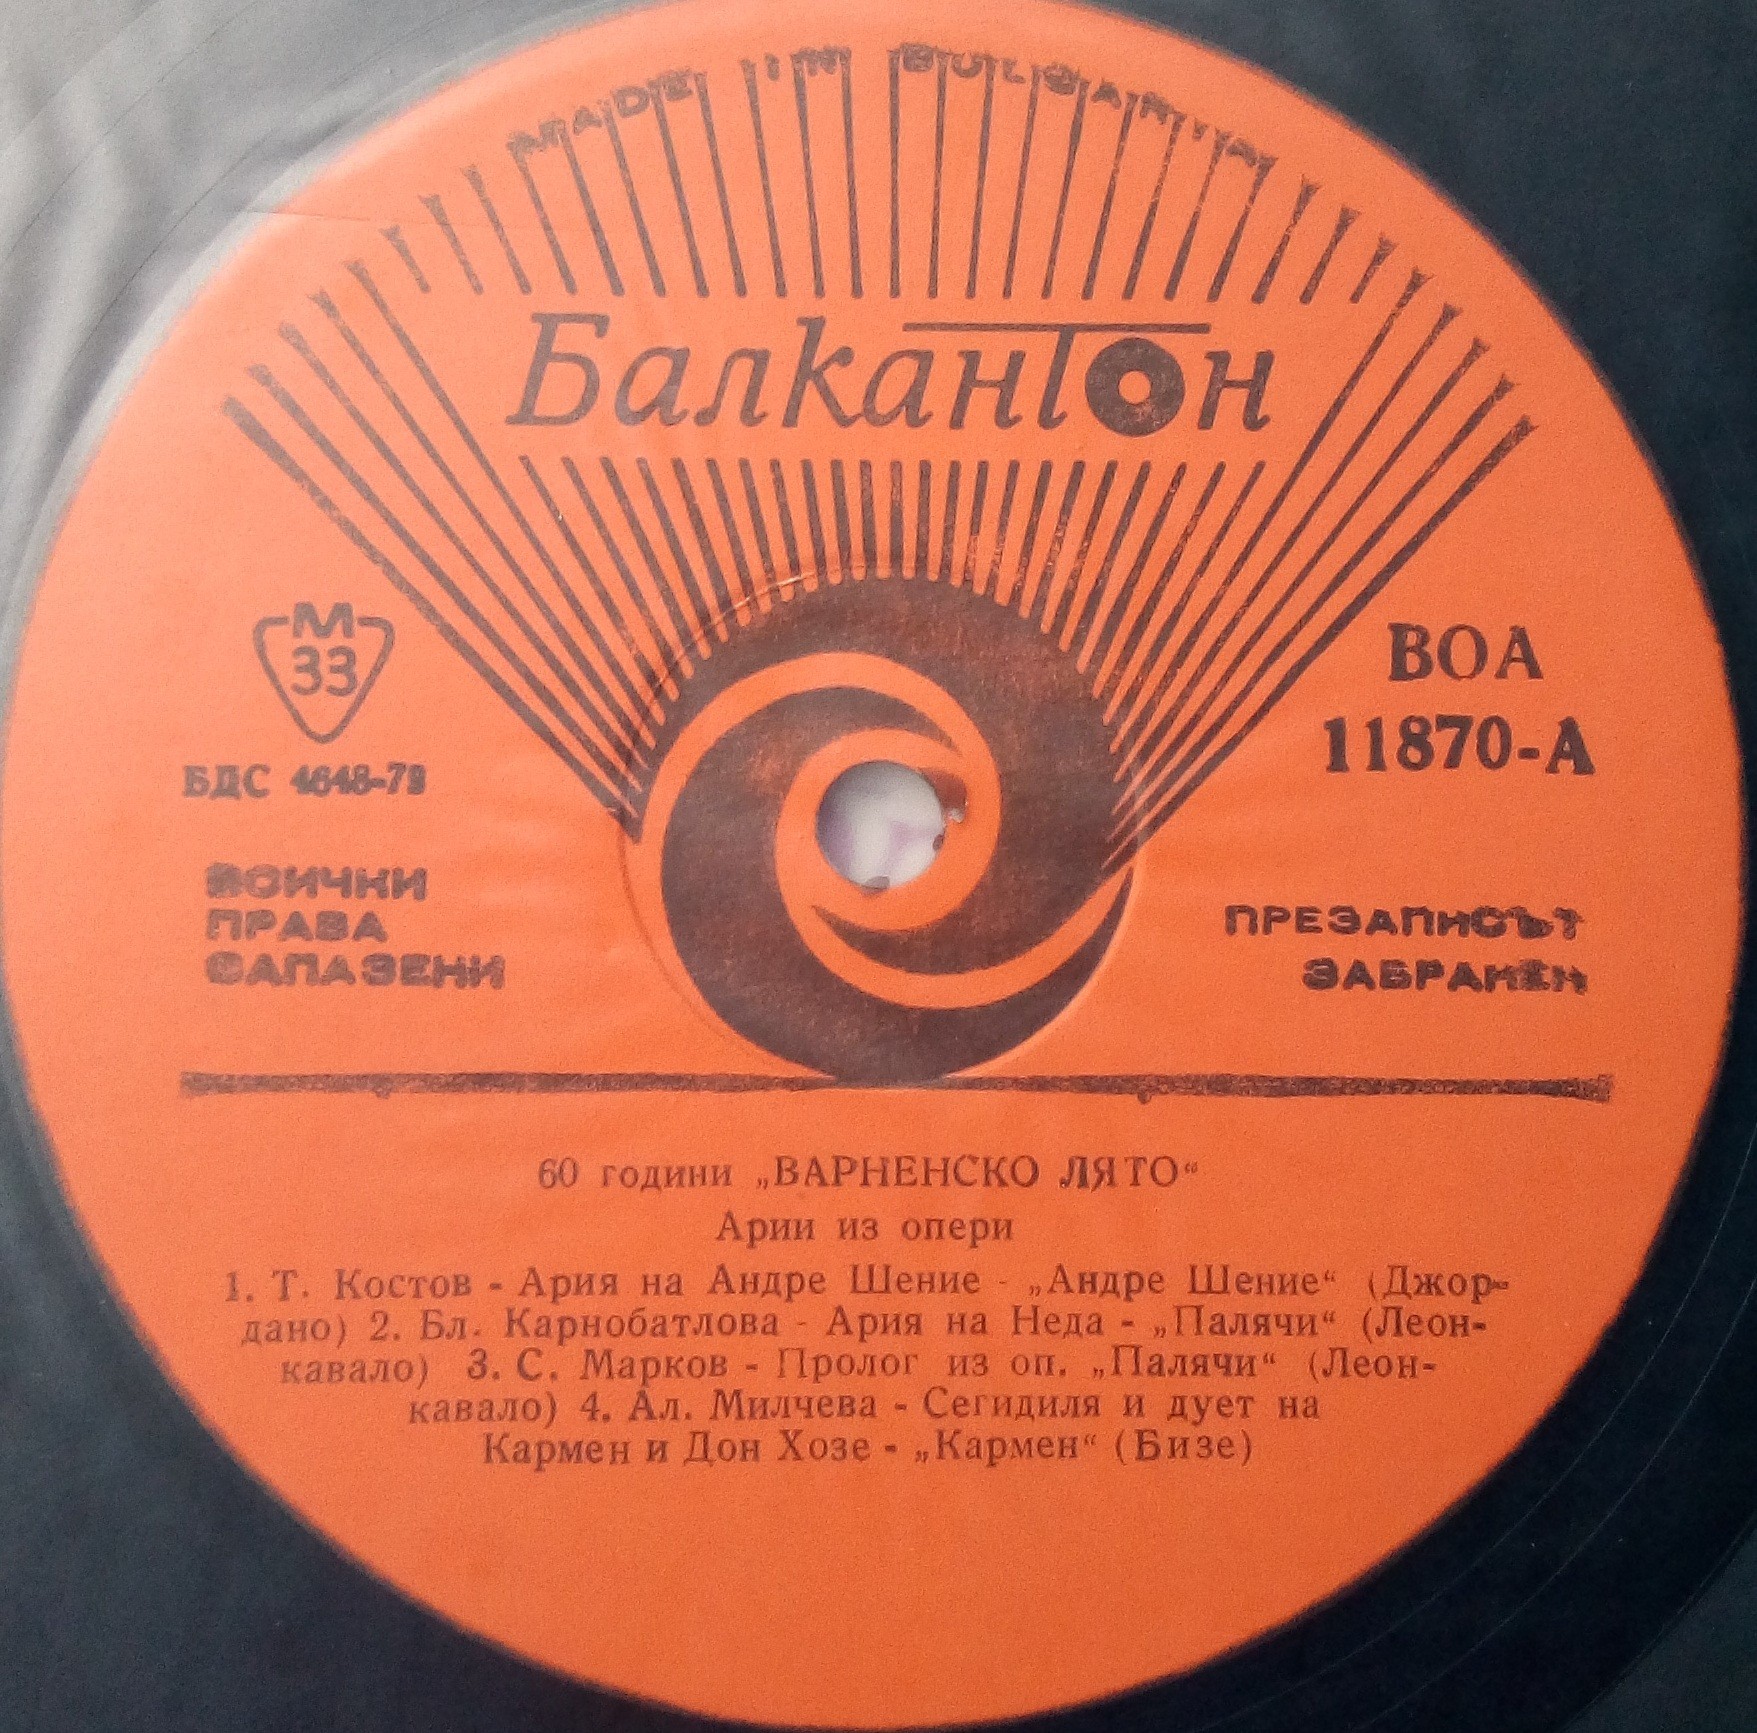 MADE IN BULGARIA
Балкантон
М
33
БДС 4648-73
ВОА
11870-А
ВСИЧКИ
ПРАВА
ЗАПАЗЕНИ
ПРЕЗАПИСЪТ
ЗАБРАНЕН
60 години „ВАРНЕНСКО ЛЯТО“
Арии из опери
1. Т. Костов - Ария на Андре Шение - „Андре Шение“ (Джор-
дано) 2. Бл. Карнобатлова - Ария на Неда - „Палячи“ (Леон-
кавало) 3. С. Марков - Пролог из оп. „Палячи“ (Леон-
кавало) 4. Ал. Милчева - Сегидиля и дует на
Кармен и Дон Хозе - „Кармен“ (Бизе)